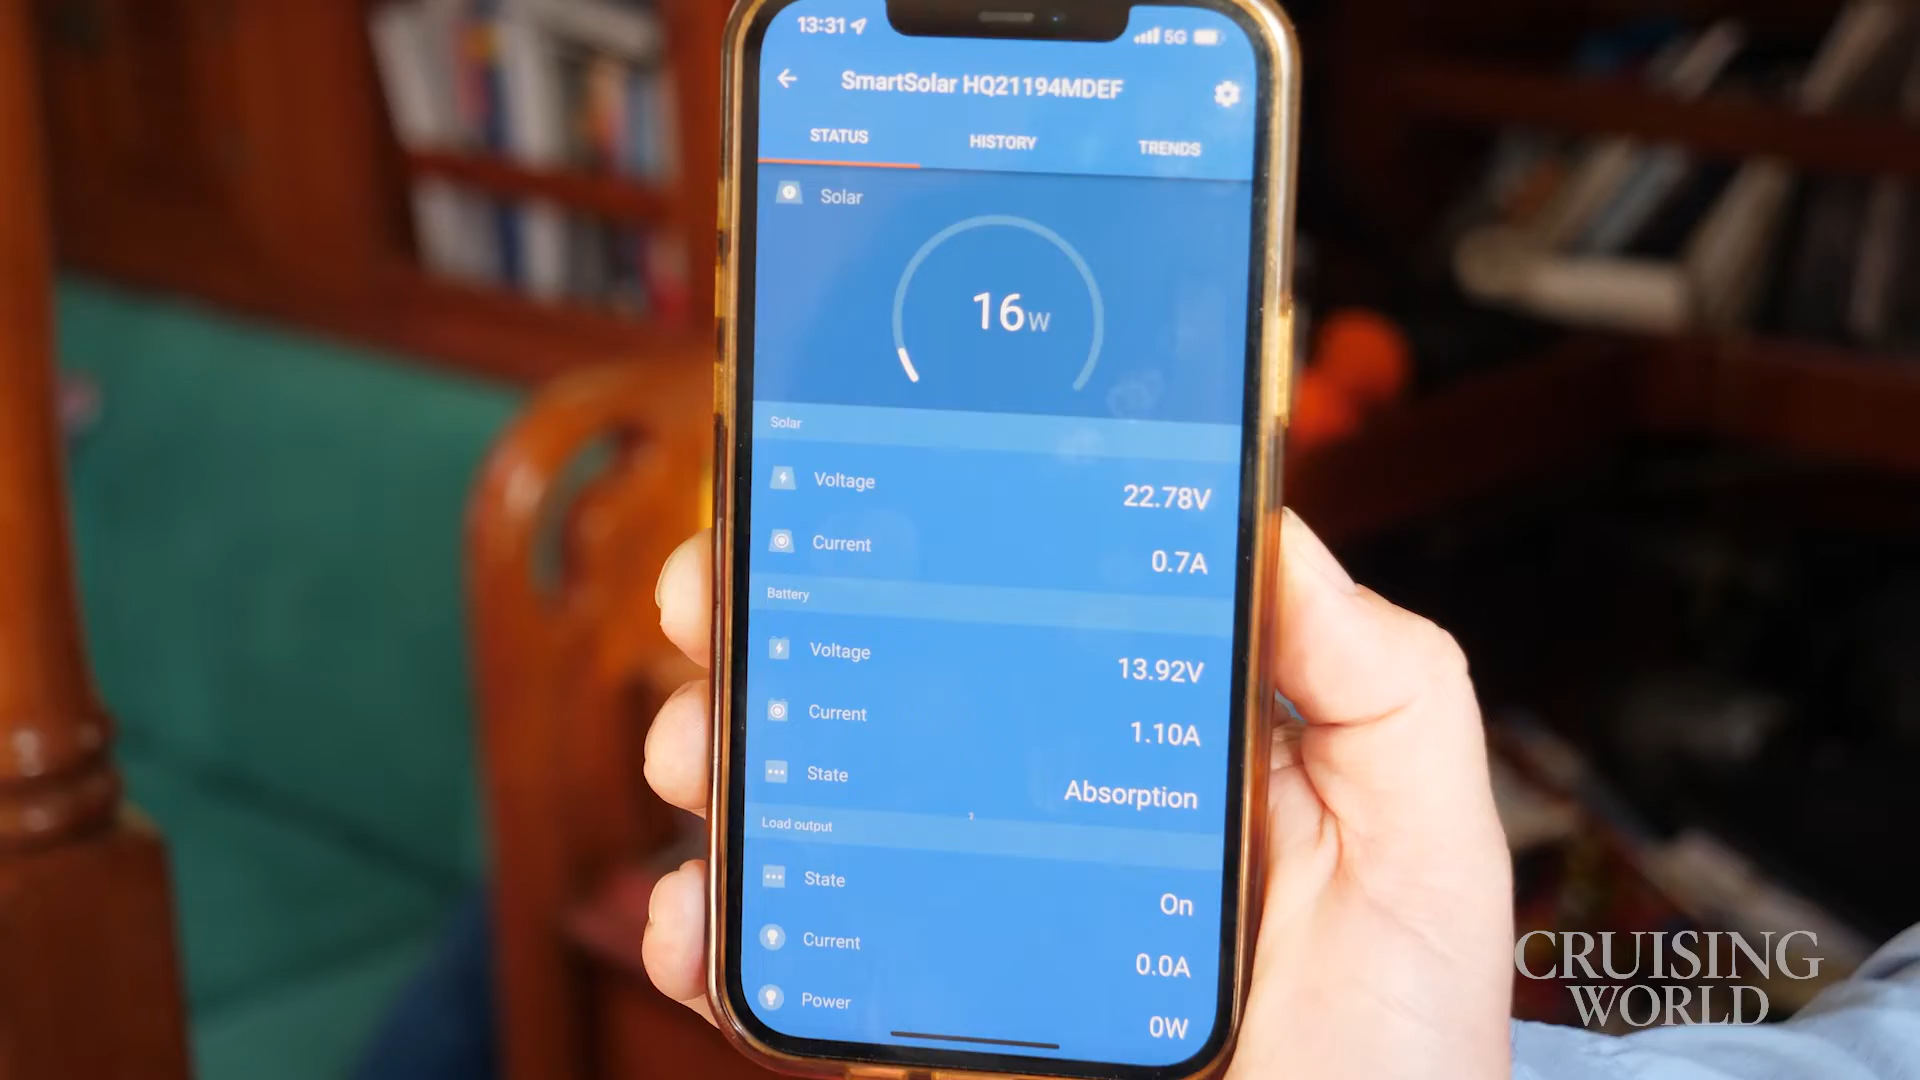 13:31
5G
SmartSolar HQ21194MDEF
STATUS
HISTORY
TRENDS
Solar
16W
Solar
Voltage
22.78V
Current
0.7A
Battery
Voltage
13.92V
Current
1.10A
State
Absorption
Load output
State
On
Current
0.0A
Power
0W
CRUISING
WORLD